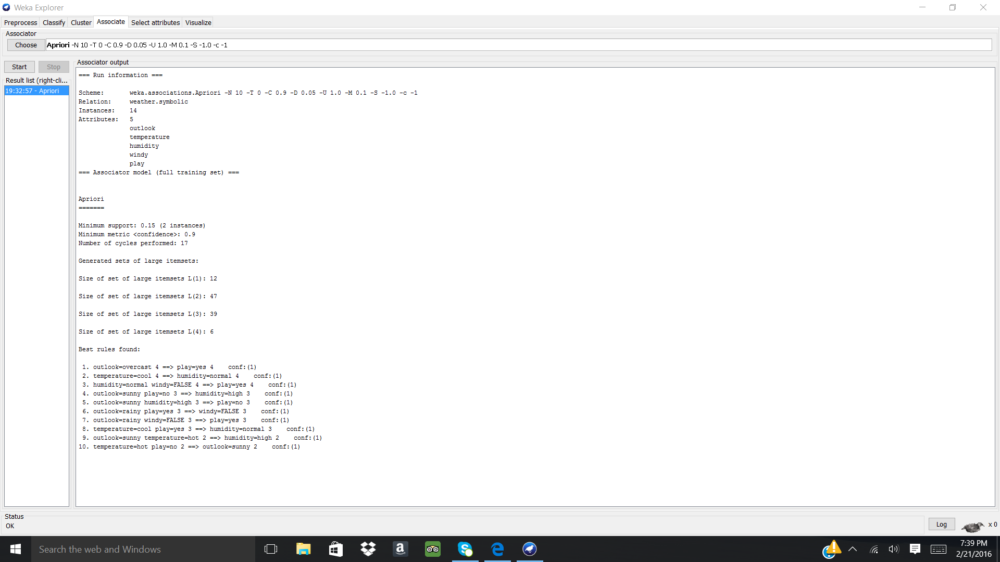 Weka Explorer
Preprocess Classify Cluster Associate Select attributes Visualize
Associator
Choose Apriori -N 10 -T 0 -C 0.9 -D 0.05 -U 1.0 -M 0.1 -S -1.0 -c -1
Start Stop
Associator output
Result list (right-cli...
19:32:57 - Apriori
=== Run information ===
Scheme: weka.associations.Apriori -N 10 -T 0 -C 0.9 -D 0.05 -U 1.0 -M 0.1 -S -1.0 -c -1
Relation: weather.symbolic
Instances: 14
Attributes: 5
outlook
temperature
humidity
windy
play
=== Associator model (full training set) ===
Apriori
=======
Minimum support: 0.15 (2 instances)
Minimum metric <confidence>: 0.9
Number of cycles performed: 17
Generated sets of large itemsets:
Size of set of large itemsets L(1): 12
Size of set of large itemsets L(2): 47
Size of set of large itemsets L(3): 39
Size of set of large itemsets L(4): 6
Best rules found:
1. outlook=overcast 4 ==> play=yes 4 conf:(1)
2. temperature=cool 4 ==> humidity=normal 4 conf:(1)
3. humidity=normal windy=FALSE 4 ==> play=yes 4 conf:(1)
4. outlook=sunny play=no 3 ==> humidity=high 3 conf:(1)
5. outlook=sunny humidity=high 3 ==> play=no 3 conf:(1)
6. outlook=rainy play=yes 3 ==> windy=FALSE 3 conf:(1)
7. outlook=rainy windy=FALSE 3 ==> play=yes 3 conf:(1)
8. temperature=cool play=yes 3 ==> humidity=normal 3 conf:(1)
9. outlook=sunny temperature=hot 2 ==> humidity=high 2 conf:(1)
10. temperature=hot play=no 2 ==> outlook=sunny 2 conf:(1)
Status
OK
Log
x 0
Search the web and Windows
7:39 PM
2/21/2016